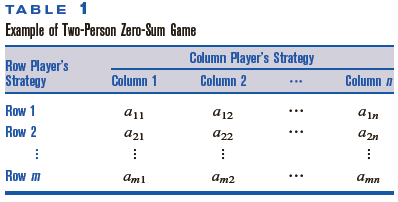 TABLE 1
Example of Two-Person Zero-Sum Game
Row Player's Strategy Column Player's Strategy
Column 1 Column 2 ... Column n
Row 1 a11 a12 ... a1n
Row 2 a21 a22 ... a2n
⋮ ⋮ ⋮ ⋮
Row m am1 am2 ... amn